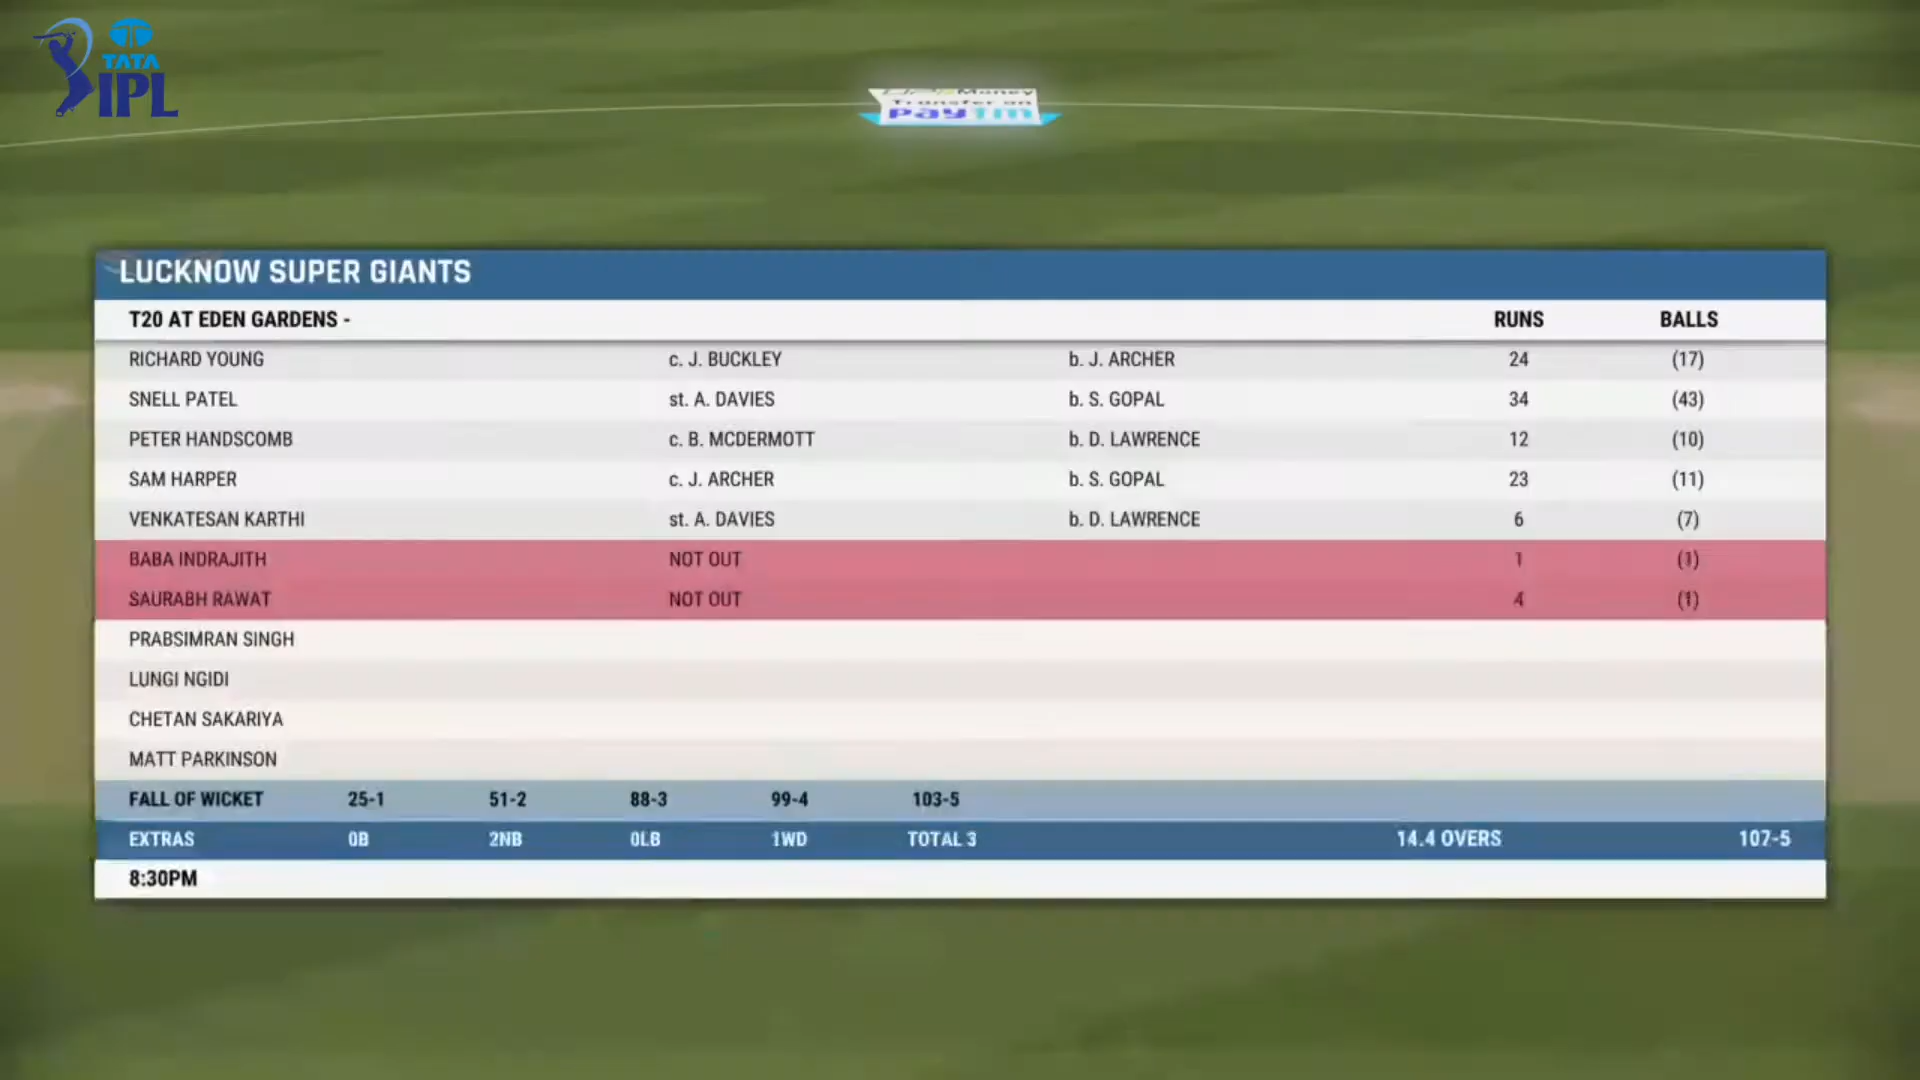 TATA
IPL
Money
Transfer on
paytm
LUCKNOW SUPER GIANTS
T20 AT EDEN GARDENS - RUNS BALLS
RICHARD YOUNG c. J. BUCKLEY b. J. ARCHER 24 (17)
SNELL PATEL st. A. DAVIES b. S. GOPAL 34 (43)
PETER HANDSCOMB c. B. MCDERMOTT b. D. LAWRENCE 12 (10)
SAM HARPER c. J. ARCHER b. S. GOPAL 23 (11)
VENKATESAN KARTHI st. A. DAVIES b. D. LAWRENCE 6 (7)
BABA INDRAJITH NOT OUT 1 (1)
SAURABH RAWAT NOT OUT 4 (1)
PRABSIMRAN SINGH
LUNGI NGIDI
CHETAN SAKARIYA
MATT PARKINSON
FALL OF WICKET 25-1 51-2 88-3 99-4 103-5
EXTRAS 0B 2NB 0LB 1WD TOTAL 3 14.4 OVERS 107-5
8:30PM